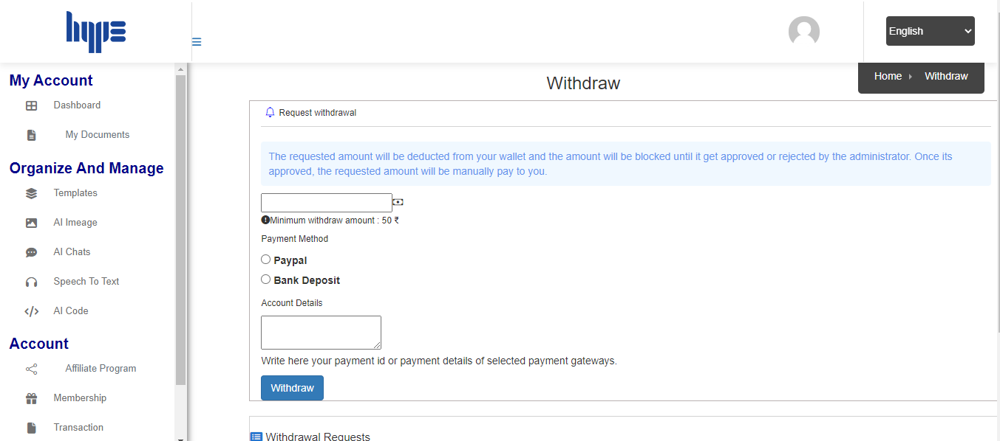 hype
English
My Account
Dashboard
My Documents
Organize And Manage
Templates
AI Imeage
AI Chats
Speech To Text
AI Code
Account
Affiliate Program
Membership
Transaction
Home
Withdraw
Withdraw
Request withdrawal
The requested amount will be deducted from your wallet and the amount will be blocked until it get approved or rejected by the administrator. Once its
approved, the requested amount will be manually pay to you.
Minimum withdraw amount : 50 ₹
Payment Method
Paypal
Bank Deposit
Account Details
Write here your payment id or payment details of selected payment gateways.
Withdraw
Withdrawal Requests